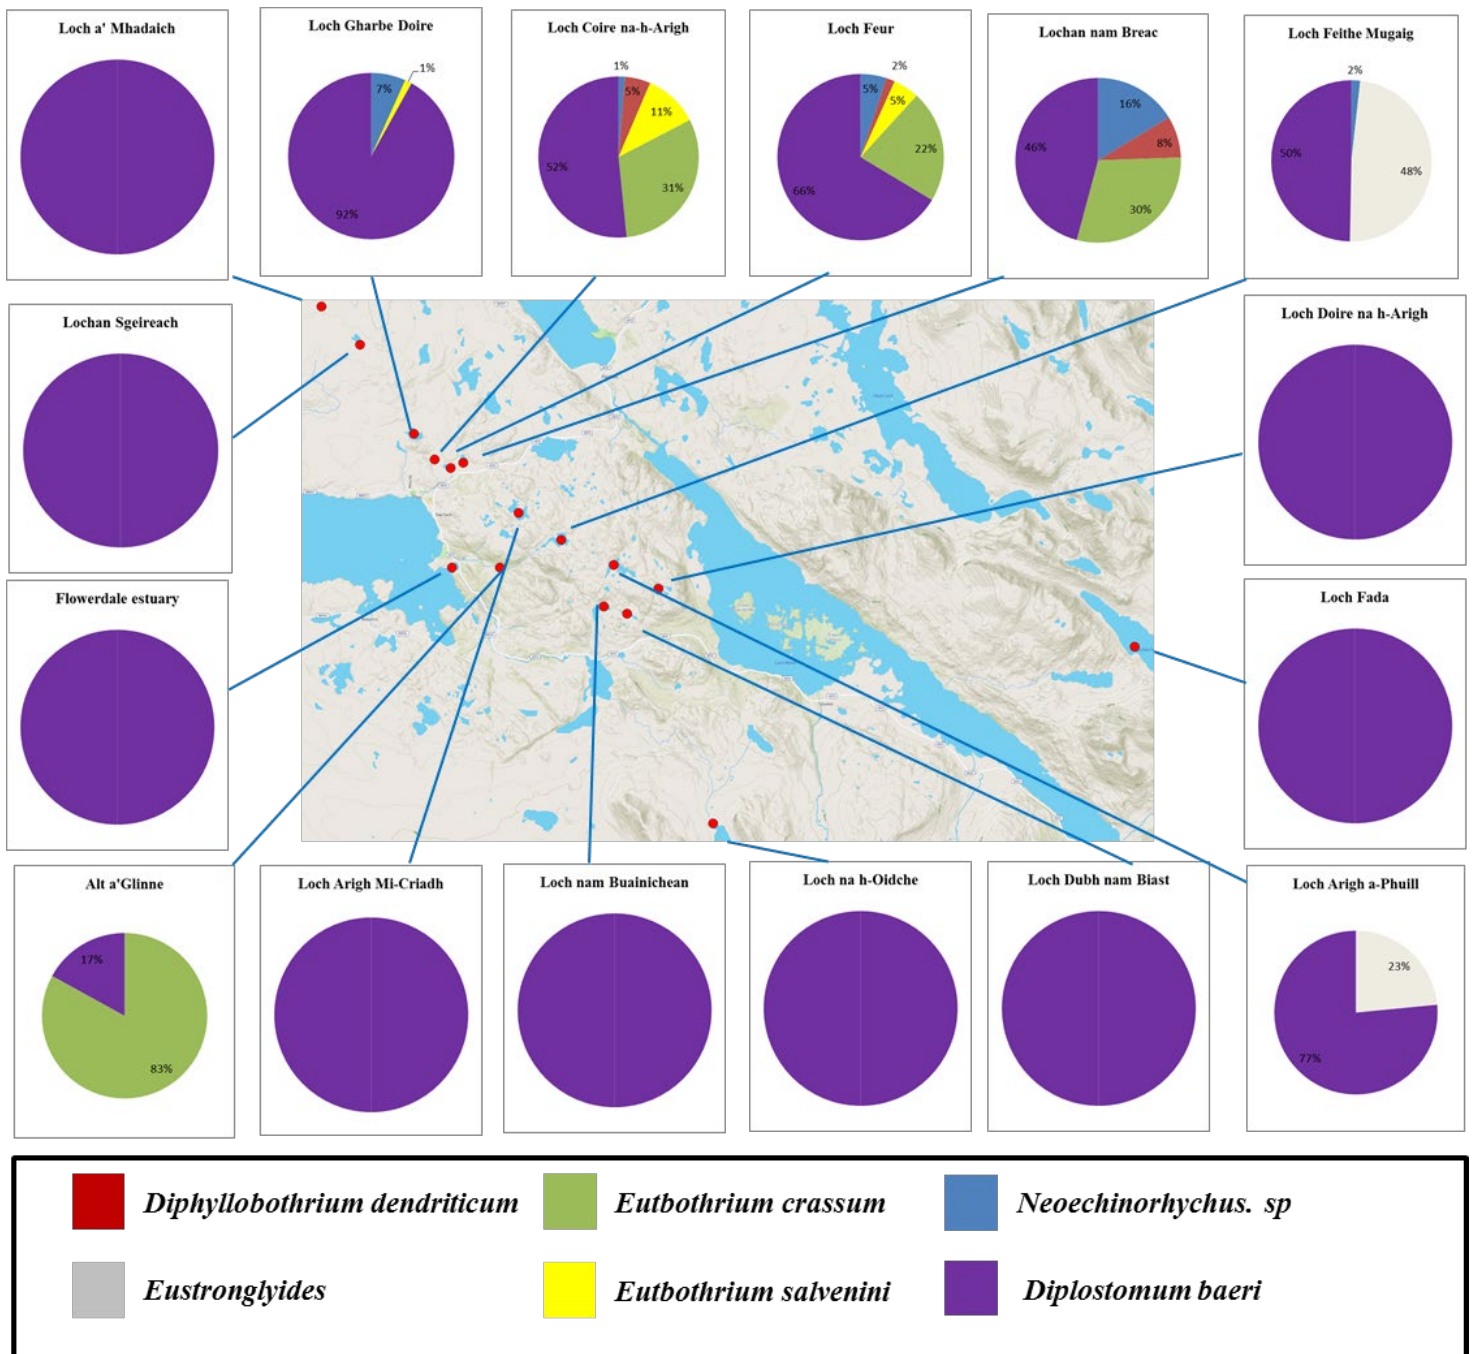 Loch a' Mhadaich
Loch Gharbe Doire
7%
1%
92%
Loch Coire na-h-Arigh
1%
5%
11%
52%
31%
Loch Feur
2%
5%
5%
22%
66%
Lochan nam Breac
16%
46%
8%
30%
Loch Feithe Mugaig
2%
50%
48%
Lochan Sgeireach
Loch Doire na h-Arigh
Flowerdale estuary
Loch Fada
Alt a'Glinne
17%
83%
Loch Arigh Mi-Criadh
Loch nam Buainichean
Loch na h-Oidche
Loch Dubh nam Biast
Loch Arigh a-Phuill
23%
77%
Diphyllobothrium dendriticum
Eutbothrium crassum
Neoechinorhychus. sp
Eustronglyides
Eutbothrium salvenini
Diplostomum baeri